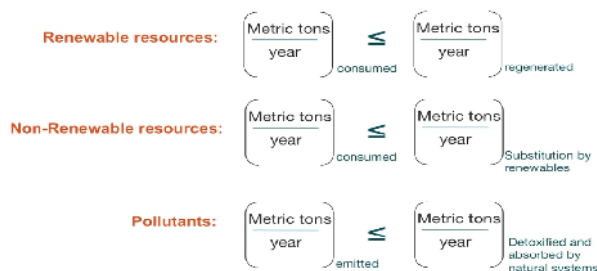 Renewable resources:
Metric tons
year
consumed
≤
Metric tons
year
regenerated
Non-Renewable resources:
Metric tons
year
consumed
≤
Metric tons
year
Substitution by
renewables
Pollutants:
Metric tons
year
emitted
≤
Metric tons
year
Detoxified and
absorbed by
natural systems